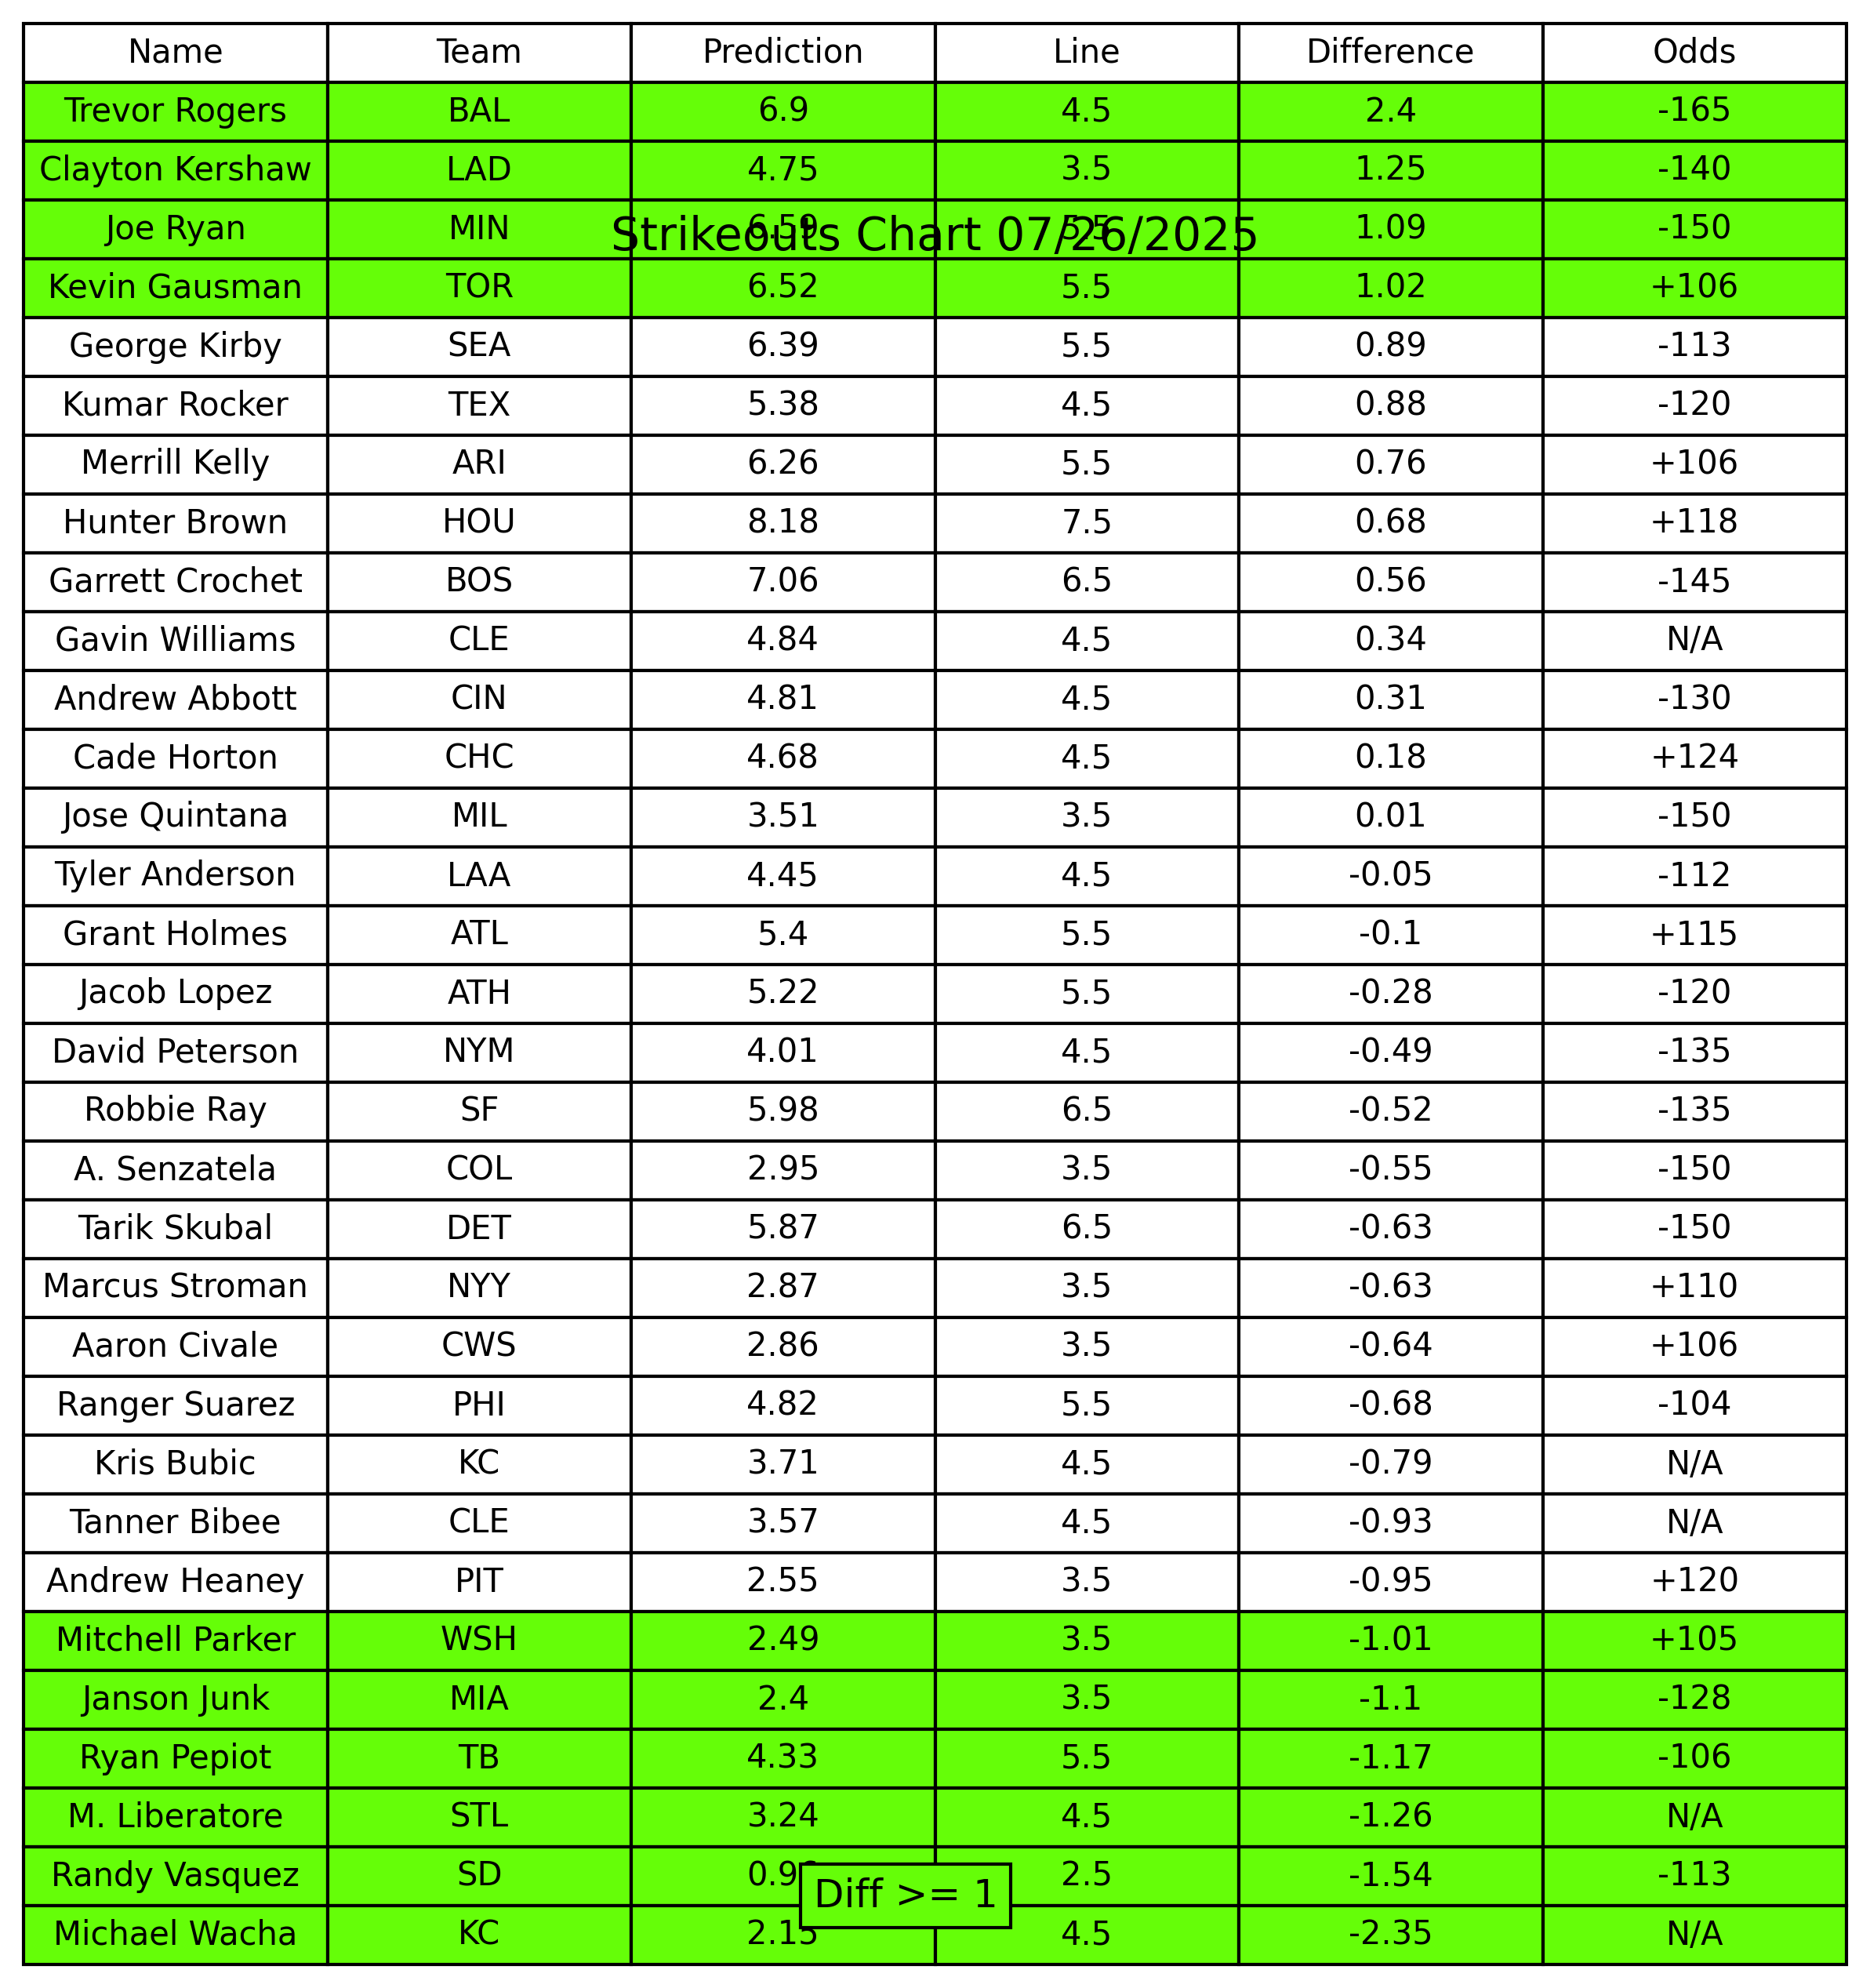 Name Team Prediction Line Difference Odds
Trevor Rogers BAL 6.9 4.5 2.4 -165
Clayton Kershaw LAD 4.75 3.5 1.25 -140
Joe Ryan MIN 6.59 5.5 1.09 -150
Strikeouts Chart 07/26/2025
Kevin Gausman TOR 6.52 5.5 1.02 +106
George Kirby SEA 6.39 5.5 0.89 -113
Kumar Rocker TEX 5.38 4.5 0.88 -120
Merrill Kelly ARI 6.26 5.5 0.76 +106
Hunter Brown HOU 8.18 7.5 0.68 +118
Garrett Crochet BOS 7.06 6.5 0.56 -145
Gavin Williams CLE 4.84 4.5 0.34 N/A
Andrew Abbott CIN 4.81 4.5 0.31 -130
Cade Horton CHC 4.68 4.5 0.18 +124
Jose Quintana MIL 3.51 3.5 0.01 -150
Tyler Anderson LAA 4.45 4.5 -0.05 -112
Grant Holmes ATL 5.4 5.5 -0.1 +115
Jacob Lopez ATH 5.22 5.5 -0.28 -120
David Peterson NYM 4.01 4.5 -0.49 -135
Robbie Ray SF 5.98 6.5 -0.52 -135
A. Senzatela COL 2.95 3.5 -0.55 -150
Tarik Skubal DET 5.87 6.5 -0.63 -150
Marcus Stroman NYY 2.87 3.5 -0.63 +110
Aaron Civale CWS 2.86 3.5 -0.64 +106
Ranger Suarez PHI 4.82 5.5 -0.68 -104
Kris Bubic KC 3.71 4.5 -0.79 N/A
Tanner Bibee CLE 3.57 4.5 -0.93 N/A
Andrew Heaney PIT 2.55 3.5 -0.95 +120
Mitchell Parker WSH 2.49 3.5 -1.01 +105
Janson Junk MIA 2.4 3.5 -1.1 -128
Ryan Pepiot TB 4.33 5.5 -1.17 -106
M. Liberatore STL 3.24 4.5 -1.26 N/A
Randy Vasquez SD 2.5 -1.54 -113
Diff >= 1
Michael Wacha KC 2.15 4.5 -2.35 N/A